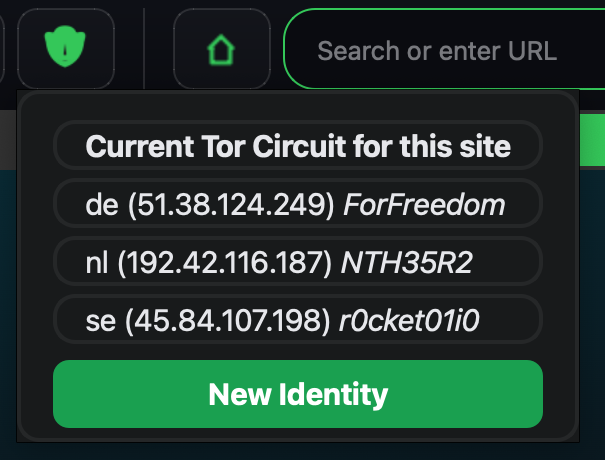 Search or enter URL
Current Tor Circuit for this site
de (51.38.124.249) ForFreedom
nl (192.42.116.187) NTH35R2
se (45.84.107.198) r0cket01i0
New Identity